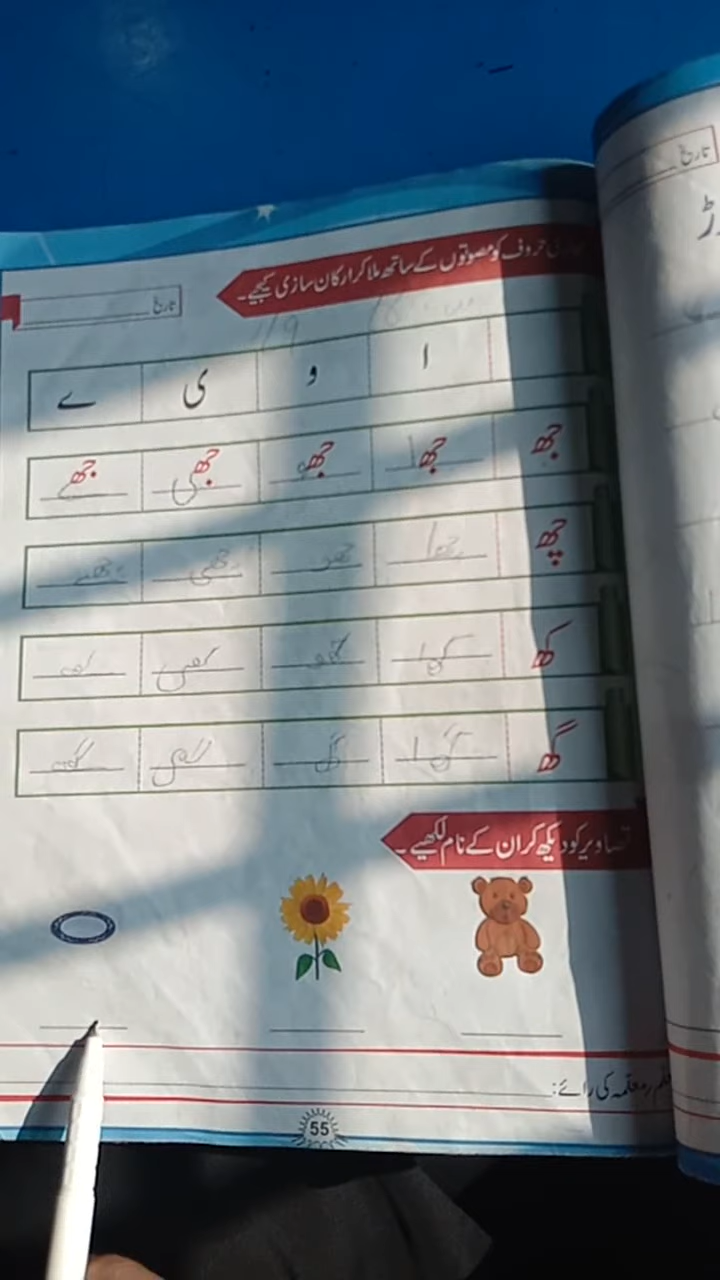 تاریخ
حروف کو مصوتوں کے ساتھ ملا کر ارکان سازی کیجیے۔
تاریخ
ا و ی ے
جھ جھا جھو جھی جھے
چھ چھا چھو چھی چھے
کھ کھا کھو کھی کھے
گھ گھا گھو گھی گھے
تصاویر کو دیکھ کر ان کے نام لکھیے۔
معلمہ کی رائے:
55